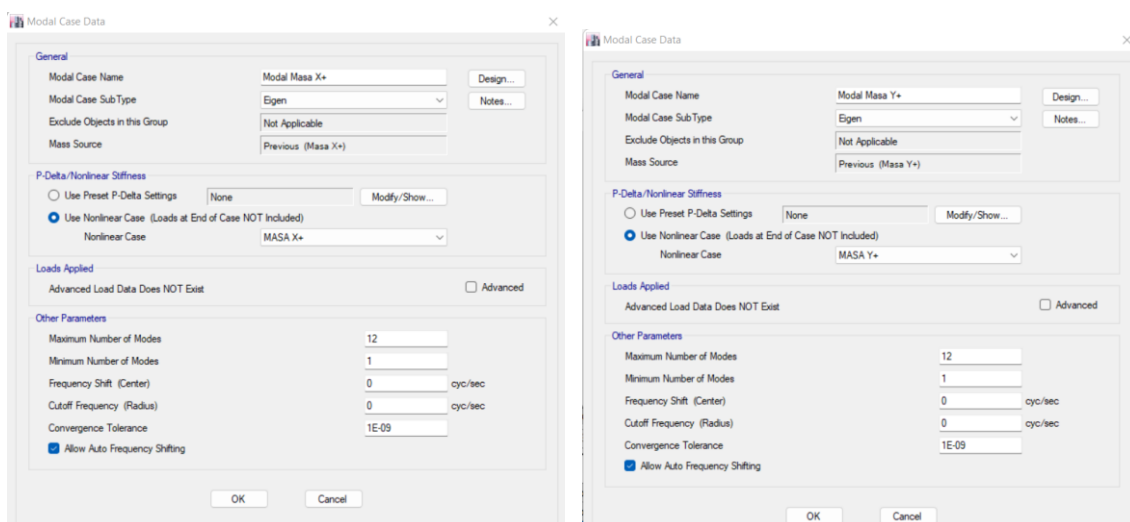 Modal Case Data
General
Modal Case Name Modal Masa X+ Design...
Modal Case SubType Eigen Notes...
Exclude Objects in this Group Not Applicable
Mass Source Previous (Masa X+)
P-Delta/Nonlinear Stiffness
Use Preset P-Delta Settings None Modify/Show...
Use Nonlinear Case (Loads at End of Case NOT Included)
Nonlinear Case MASA X+
Loads Applied
Advanced Load Data Does NOT Exist Advanced
Other Parameters
Maximum Number of Modes 12
Minimum Number of Modes 1
Frequency Shift (Center) 0 cyc/sec
Cutoff Frequency (Radius) 0 cyc/sec
Convergence Tolerance 1E-09
Allow Auto Frequency Shifting
OK Cancel
Modal Case Data
General
Modal Case Name Modal Masa Y+ Design...
Modal Case SubType Eigen Notes...
Exclude Objects in this Group Not Applicable
Mass Source Previous (Masa Y+)
P-Delta/Nonlinear Stiffness
Use Preset P-Delta Settings None Modify/Show...
Use Nonlinear Case (Loads at End of Case NOT Included)
Nonlinear Case MASA Y+
Loads Applied
Advanced Load Data Does NOT Exist Advanced
Other Parameters
Maximum Number of Modes 12
Minimum Number of Modes 1
Frequency Shift (Center) 0 cyc/sec
Cutoff Frequency (Radius) 0 cyc/sec
Convergence Tolerance 1E-09
Allow Auto Frequency Shifting
OK Cancel